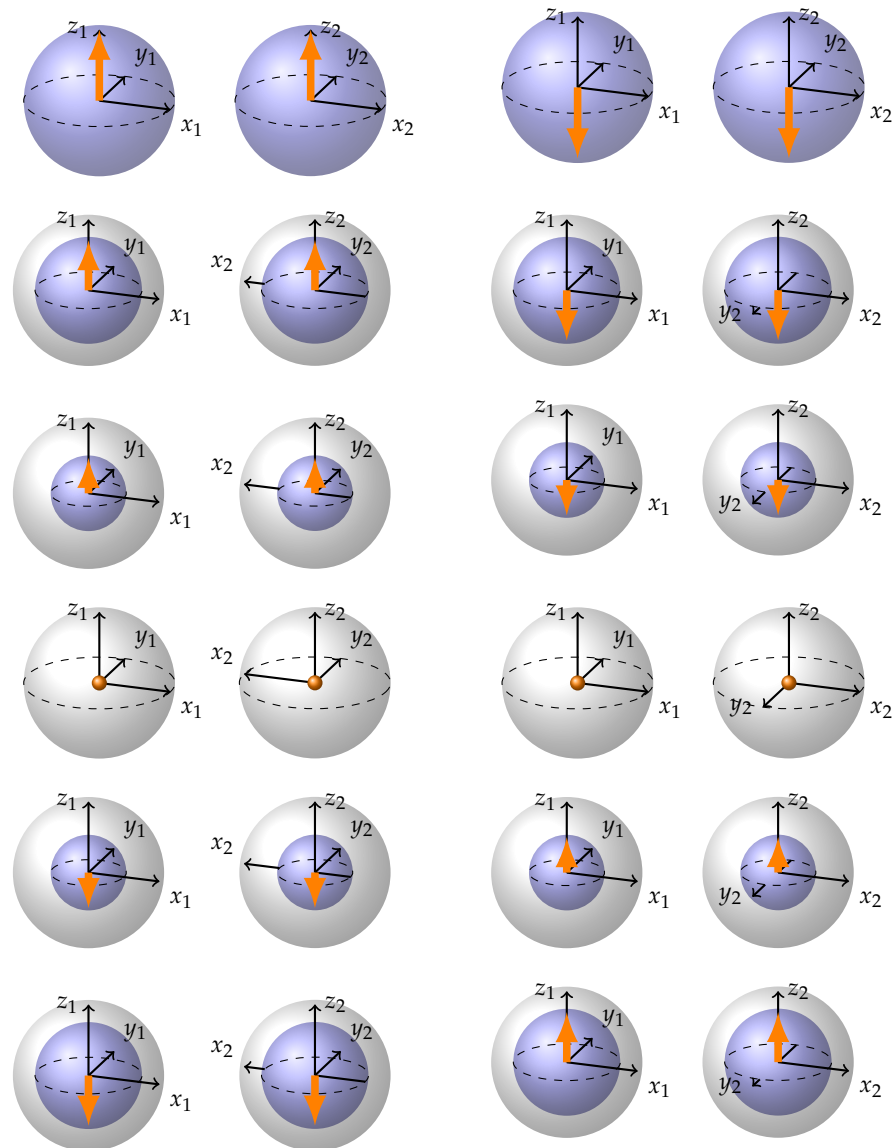 z₁ y₁ x₁ z₂ y₂ x₂ z₁ y₁ x₁ z₂ y₂ x₂
z₁ y₁ x₁ x₂ z₂ y₂ z₁ y₁ x₁ z₂ y₂ x₂
z₁ y₁ x₁ x₂ z₂ y₂ z₁ y₁ x₁ z₂ y₂ x₂
z₁ y₁ x₁ x₂ z₂ y₂ z₁ y₁ x₁ z₂ y₂ x₂
z₁ y₁ x₁ x₂ z₂ y₂ z₁ y₁ x₁ z₂ y₂ x₂
z₁ y₁ x₁ x₂ z₂ y₂ z₁ y₁ x₁ z₂ y₂ x₂